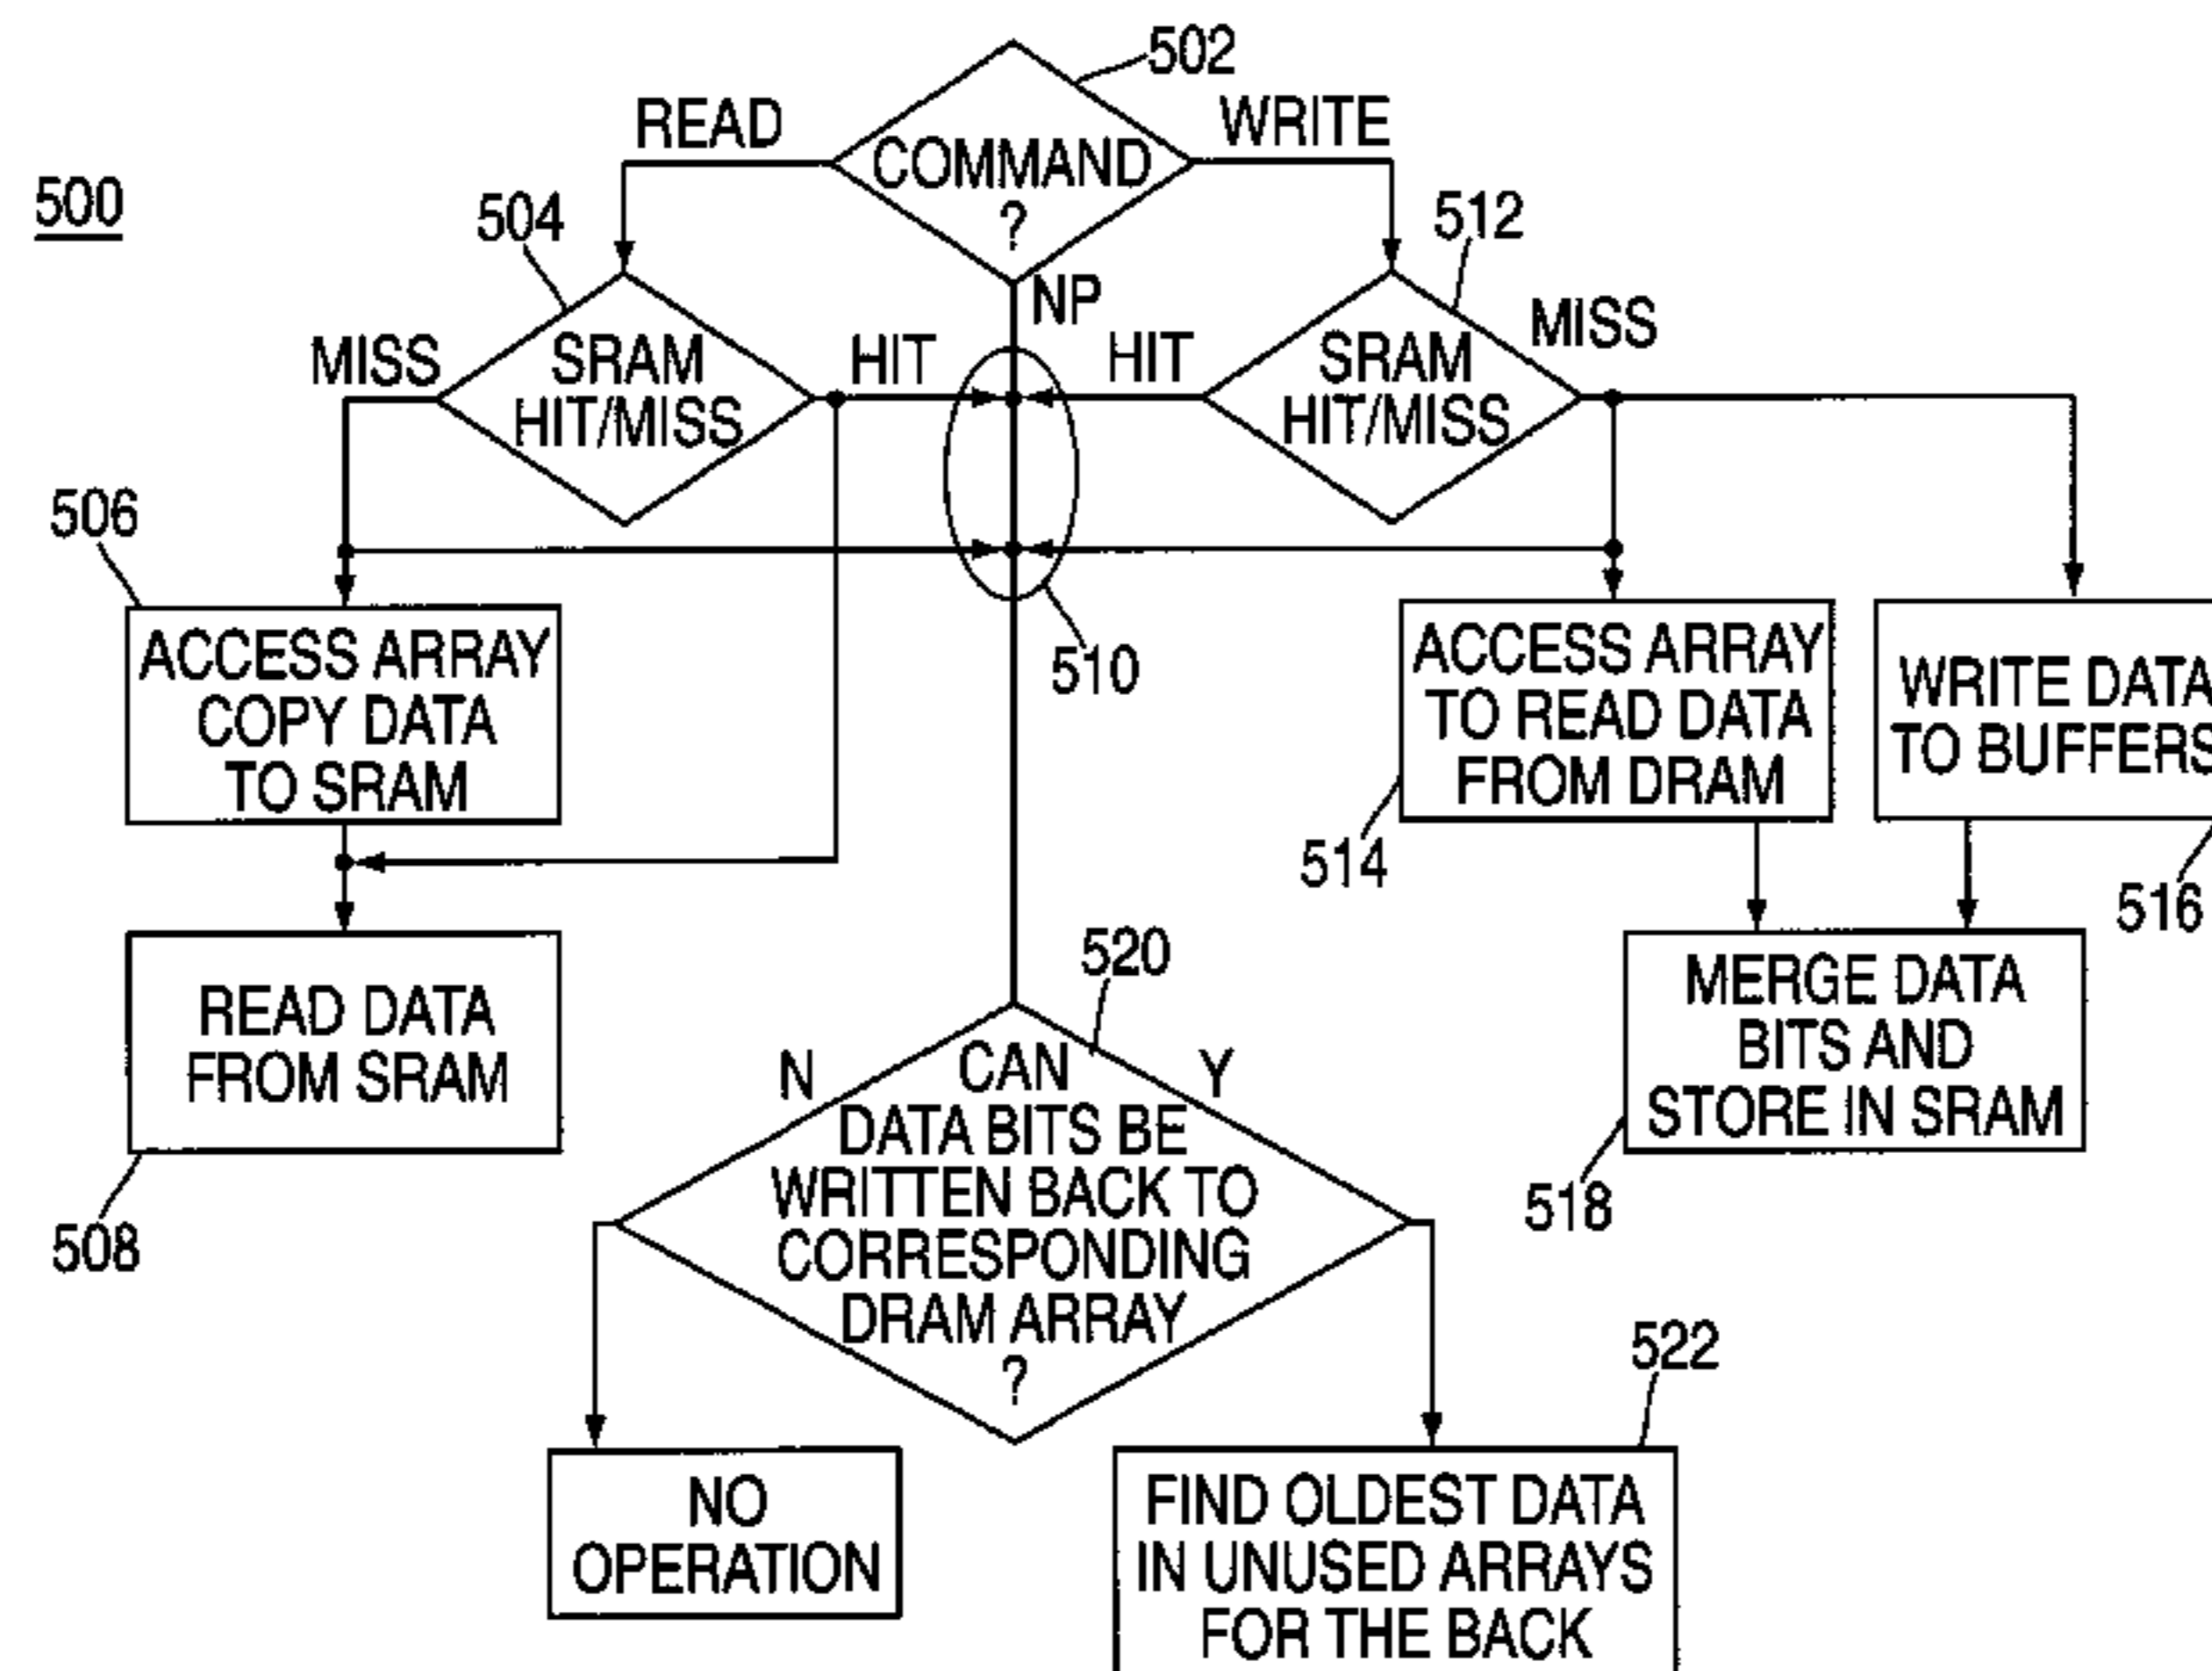 502
READ
WRITE
COMMAND
?
500
504
512
NP
MISS
SRAM
HIT/MISS
HIT
HIT
SRAM
HIT/MISS
MISS
506
510
ACCESS ARRAY
COPY DATA
TO SRAM
ACCESS ARRAY
TO READ DATA
FROM DRAM
WRITE DATA
TO BUFFERS
514
516
520
READ DATA
FROM SRAM
MERGE DATA
BITS AND
STORE IN SRAM
N
Y
CAN
DATA BITS BE
WRITTEN BACK TO
CORRESPONDING
DRAM ARRAY
?
508
518
522
NO
OPERATION
FIND OLDEST DATA
IN UNUSED ARRAYS
FOR THE BACK